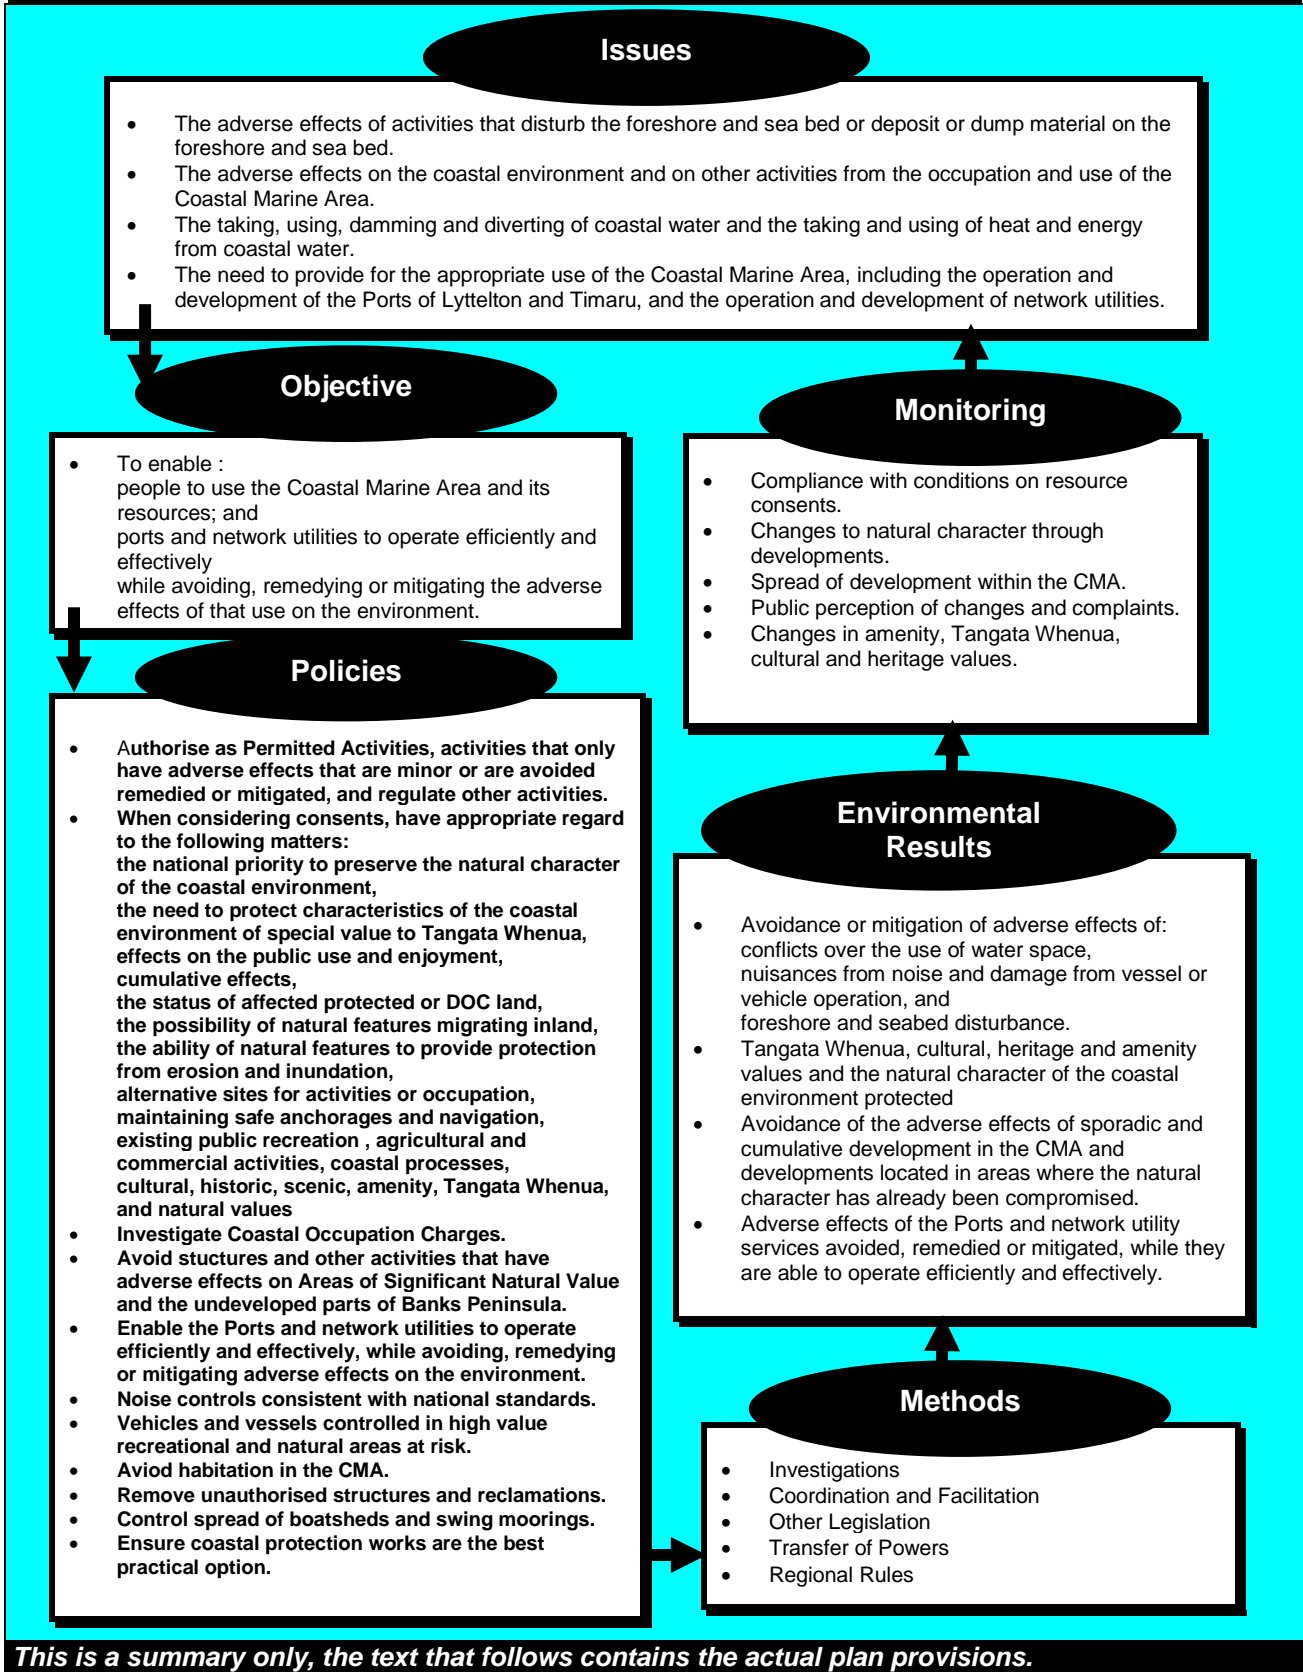 Issues
• The adverse effects of activities that disturb the foreshore and sea bed or deposit or dump material on the
foreshore and sea bed.
• The adverse effects on the coastal environment and on other activities from the occupation and use of the
Coastal Marine Area.
• The taking, using, damming and diverting of coastal water and the taking and using of heat and energy
from coastal water.
• The need to provide for the appropriate use of the Coastal Marine Area, including the operation and
development of the Ports of Lyttelton and Timaru, and the operation and development of network utilities.
Objective
• To enable :
people to use the Coastal Marine Area and its
resources; and
ports and network utilities to operate efficiently and
effectively
while avoiding, remedying or mitigating the adverse
effects of that use on the environment.
Policies
• Authorise as Permitted Activities, activities that only
have adverse effects that are minor or are avoided
remedied or mitigated, and regulate other activities.
• When considering consents, have appropriate regard
to the following matters:
the national priority to preserve the natural character
of the coastal environment,
the need to protect characteristics of the coastal
environment of special value to Tangata Whenua,
effects on the public use and enjoyment,
cumulative effects,
the status of affected protected or DOC land,
the possibility of natural features migrating inland,
the ability of natural features to provide protection
from erosion and inundation,
alternative sites for activities or occupation,
maintaining safe anchorages and navigation,
existing public recreation , agricultural and
commercial activities, coastal processes,
cultural, historic, scenic, amenity, Tangata Whenua,
and natural values
• Investigate Coastal Occupation Charges.
• Avoid stuctures and other activities that have
adverse effects on Areas of Significant Natural Value
and the undeveloped parts of Banks Peninsula.
• Enable the Ports and network utilities to operate
efficiently and effectively, while avoiding, remedying
or mitigating adverse effects on the environment.
• Noise controls consistent with national standards.
• Vehicles and vessels controlled in high value
recreational and natural areas at risk.
• Aviod habitation in the CMA.
• Remove unauthorised structures and reclamations.
• Control spread of boatsheds and swing moorings.
• Ensure coastal protection works are the best
practical option.
Methods
• Investigations
• Coordination and Facilitation
• Other Legislation
• Transfer of Powers
• Regional Rules
Environmental
Results
• Avoidance or mitigation of adverse effects of:
conflicts over the use of water space,
nuisances from noise and damage from vessel or
vehicle operation, and
foreshore and seabed disturbance.
• Tangata Whenua, cultural, heritage and amenity
values and the natural character of the coastal
environment protected
• Avoidance of the adverse effects of sporadic and
cumulative development in the CMA and
developments located in areas where the natural
character has already been compromised.
• Adverse effects of the Ports and network utility
services avoided, remedied or mitigated, while they
are able to operate efficiently and effectively.
Monitoring
• Compliance with conditions on resource
consents.
• Changes to natural character through
developments.
• Spread of development within the CMA.
• Public perception of changes and complaints.
• Changes in amenity, Tangata Whenua,
cultural and heritage values.
This is a summary only, the text that follows contains the actual plan provisions.